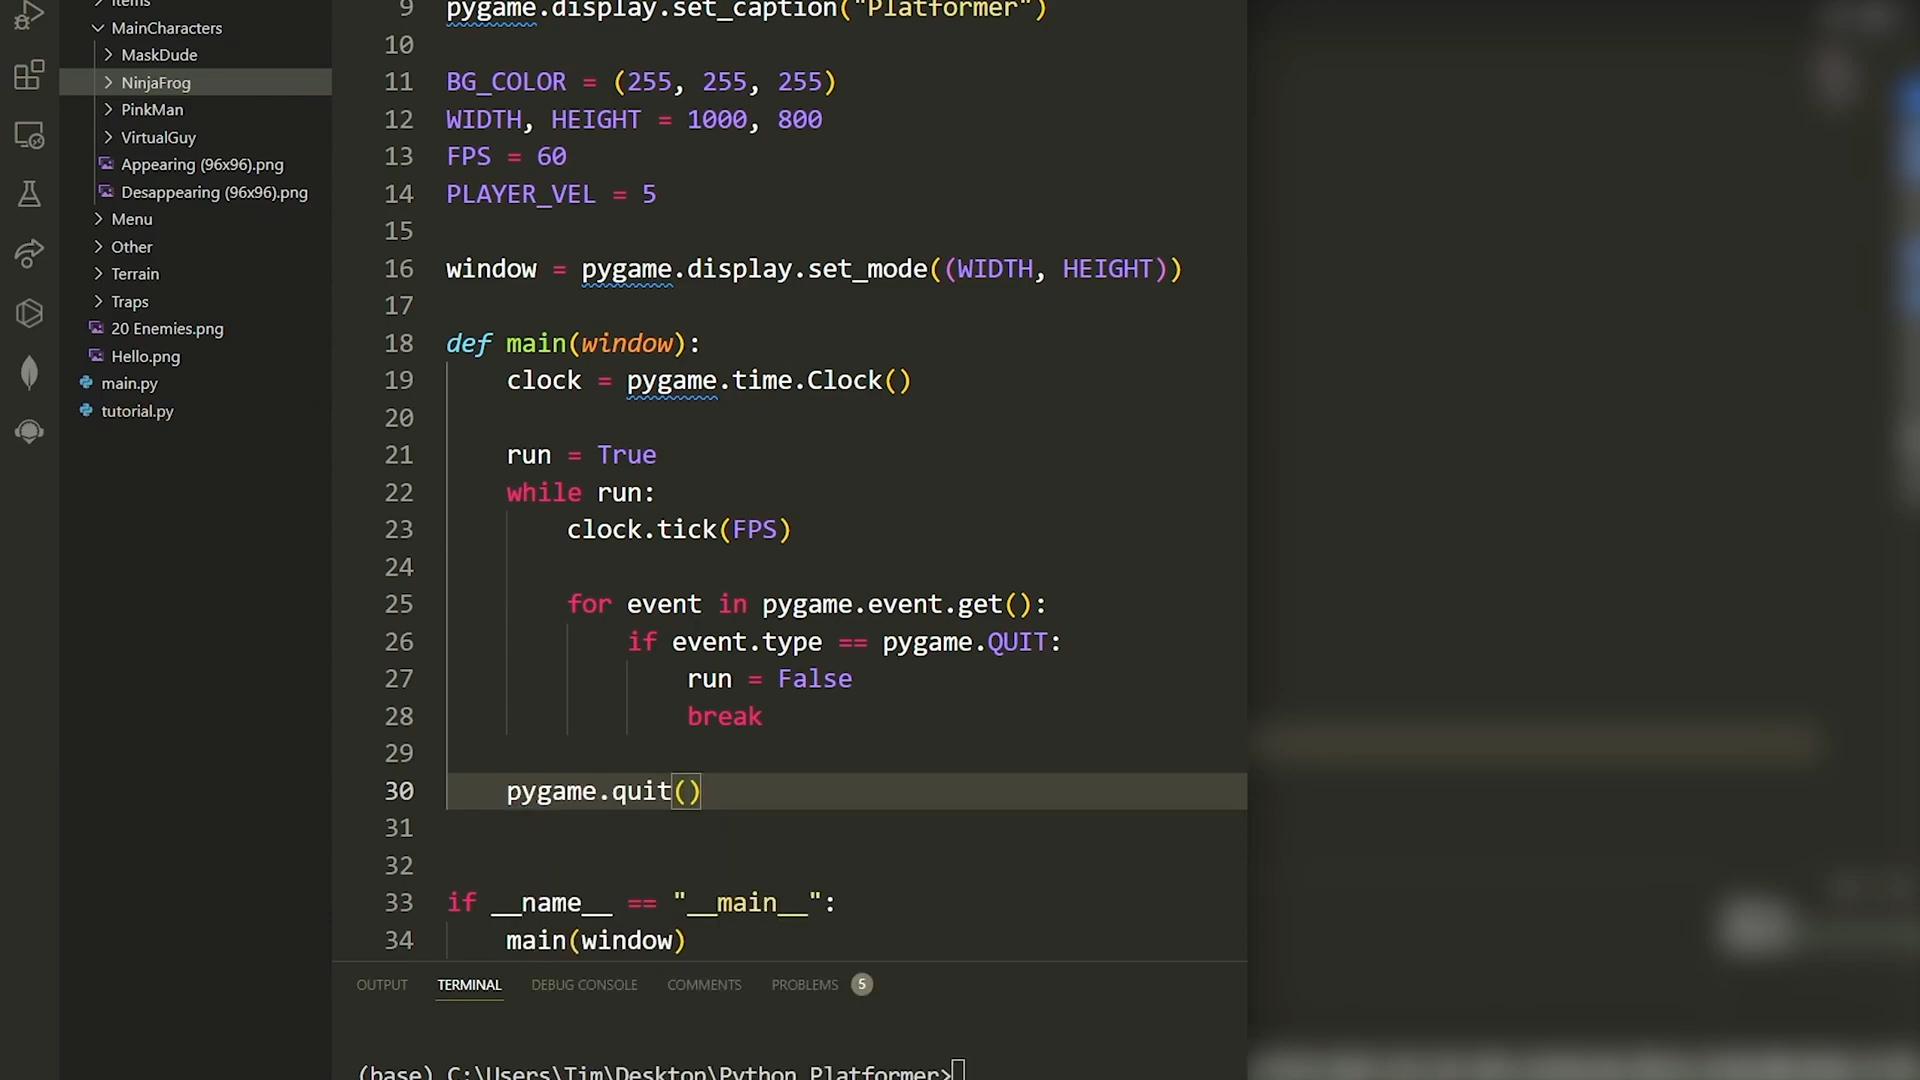 Items
MainCharacters
MaskDude
NinjaFrog
PinkMan
VirtualGuy
Appearing (96x96).png
Desappearing (96x96).png
Menu
Other
Terrain
Traps
20 Enemies.png
Hello.png
main.py
tutorial.py
9 pygame.display.set_caption("Platformer")
10
11 BG_COLOR = (255, 255, 255)
12 WIDTH, HEIGHT = 1000, 800
13 FPS = 60
14 PLAYER_VEL = 5
15
16 window = pygame.display.set_mode((WIDTH, HEIGHT))
17
18 def main(window):
19 clock = pygame.time.Clock()
20
21 run = True
22 while run:
23 clock.tick(FPS)
24
25 for event in pygame.event.get():
26 if event.type == pygame.QUIT:
27 run = False
28 break
29
30 pygame.quit()
31
32
33 if __name__ == "__main__":
34 main(window)
OUTPUT TERMINAL DEBUG CONSOLE COMMENTS PROBLEMS 5
(base) C:\Users\Tim\Desktop\Python Platformer>